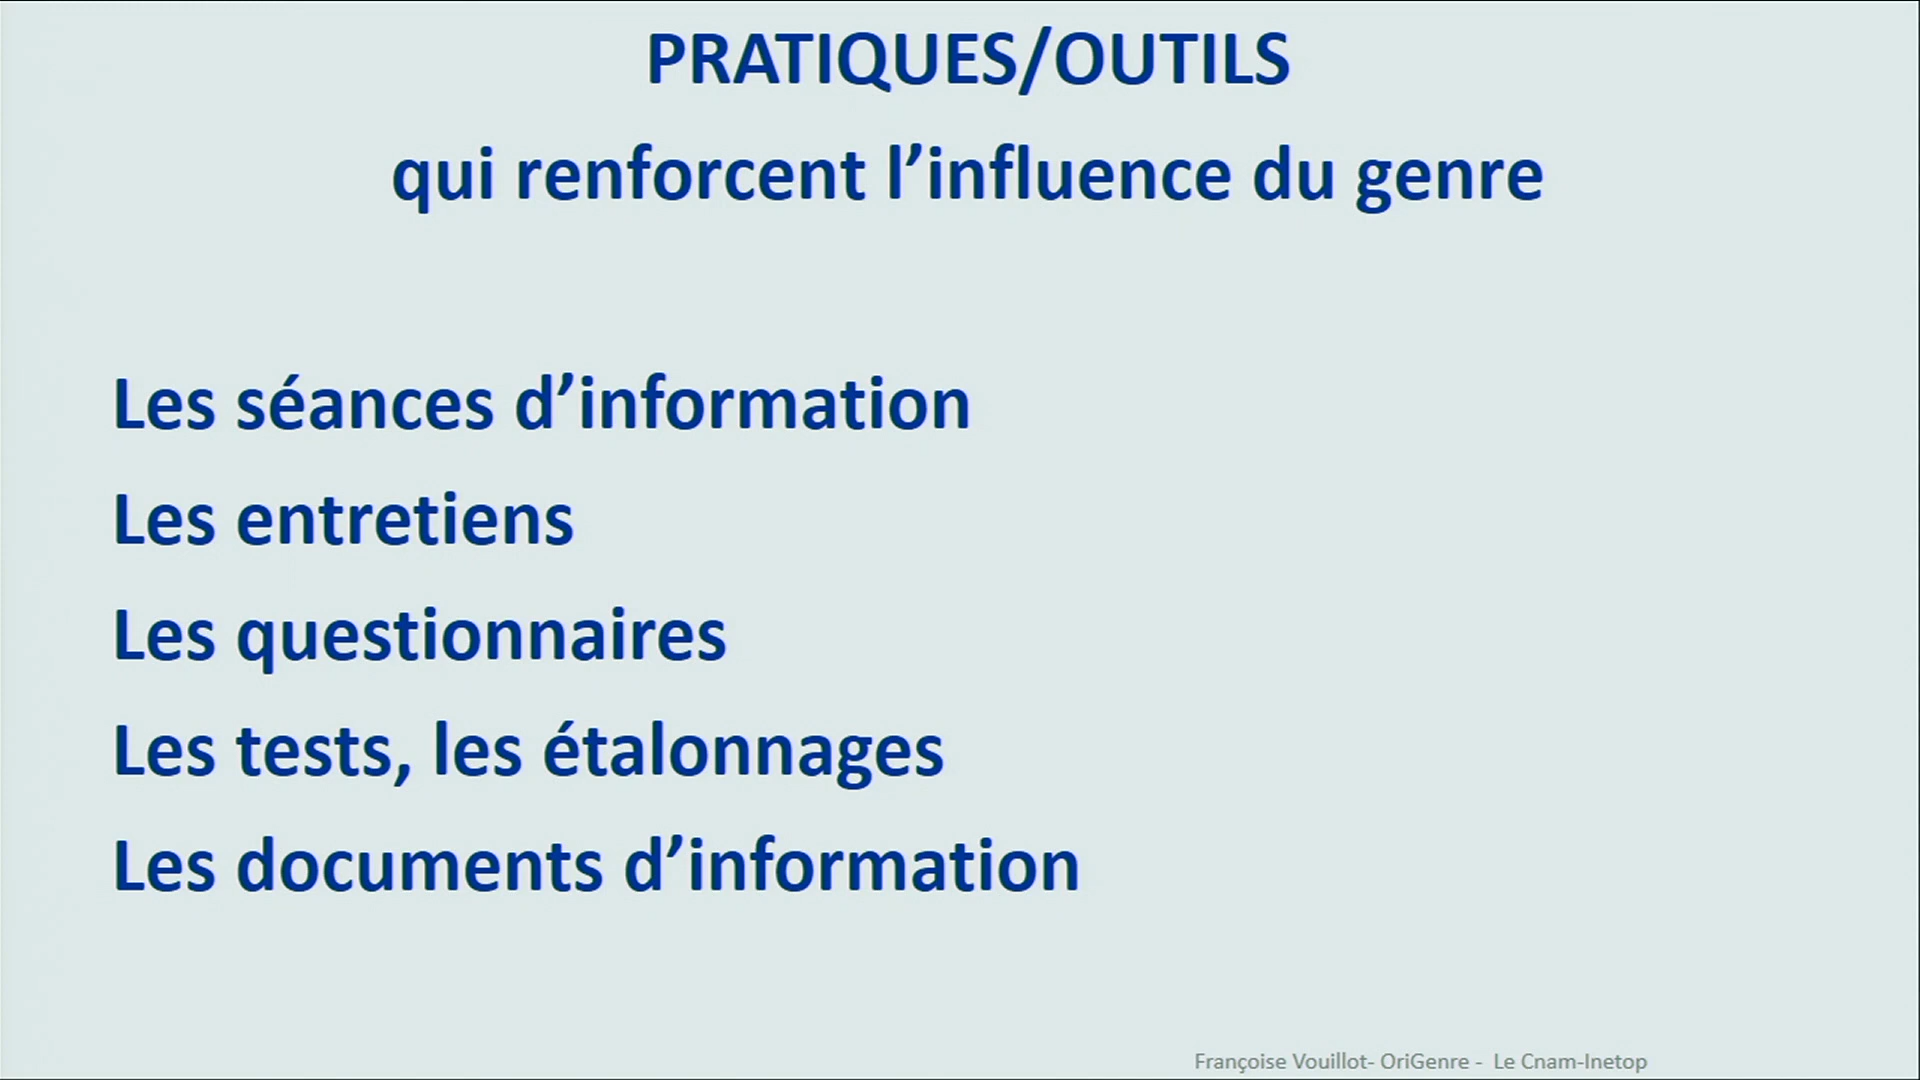 PRATIQUES/OUTILS
qui renforcent l’influence du genre
Les séances d’information
Les entretiens
Les questionnaires
Les tests, les étalonnages
Les documents d’information
Françoise Vouillot- OriGenre - Le Cnam-Inetop